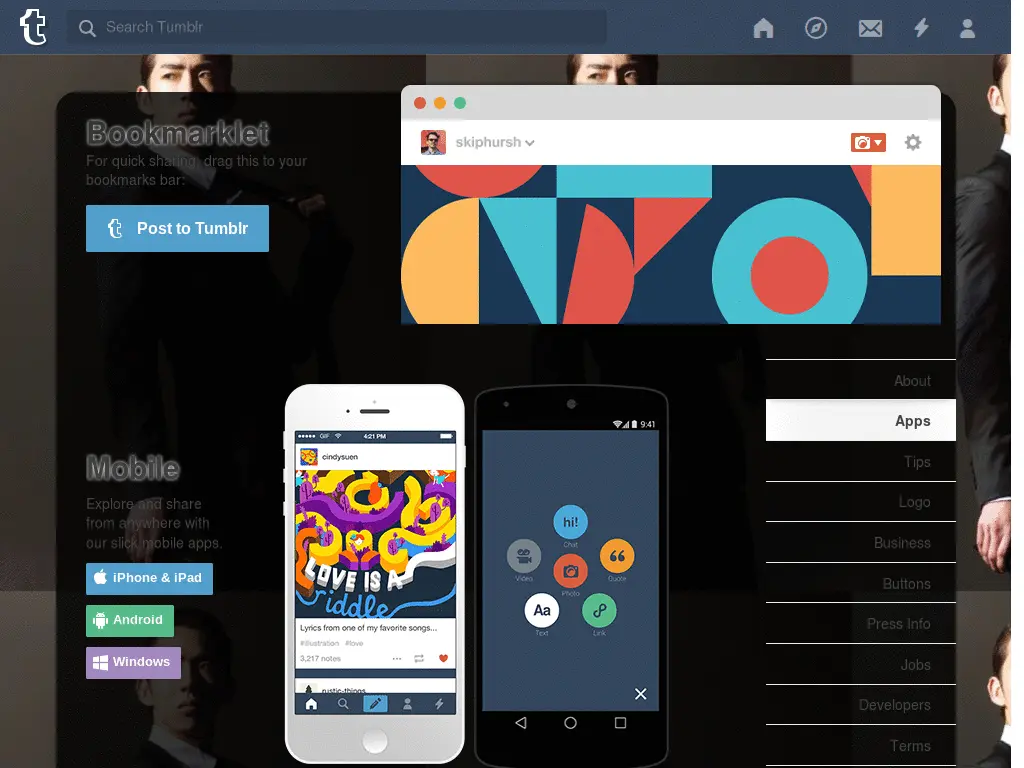 Search Tumblr
Bookmarklet
For quick sharing, drag this to your
bookmarks bar:
Post to Tumblr
skiphursh
Mobile
Explore and share
from anywhere with
our slick mobile apps.
iPhone & iPad
Android
Windows
GIF
4:21 PM
cindysuen
LOVE IS A
riddle
Lyrics from one of my favorite songs...
#illustration #love
3,217 notes
rustic-things
9:41
hi!
Chat
Video
Quote
Photo
Aa
Text
Link
About
Apps
Tips
Logo
Business
Buttons
Press Info
Jobs
Developers
Terms